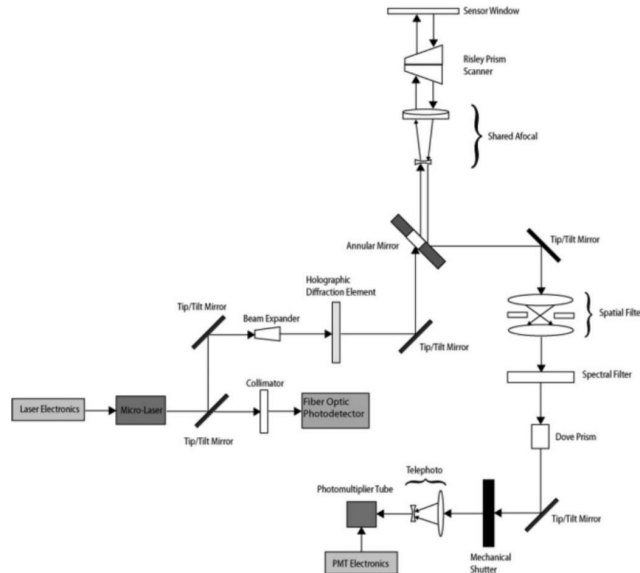 Sensor Window
Risley Prism
Scanner
Shared Afocal
Annular Mirror
Tip/Tilt Mirror
Holographic
Diffraction Element
Tip/Tilt Mirror
Beam Expander
Spatial Filte
Tip/Tilt Mirror
Spectral Filter
Collimator
Laser Electronics
Micro-Laser
Fiber Optic
Photodetector
Tip/Tilt Mirror
Dove Prism
Telephoto
Photomultiplier Tube
Tip/Tilt Mirror
Mechanical
Shutter
PMT Electronics